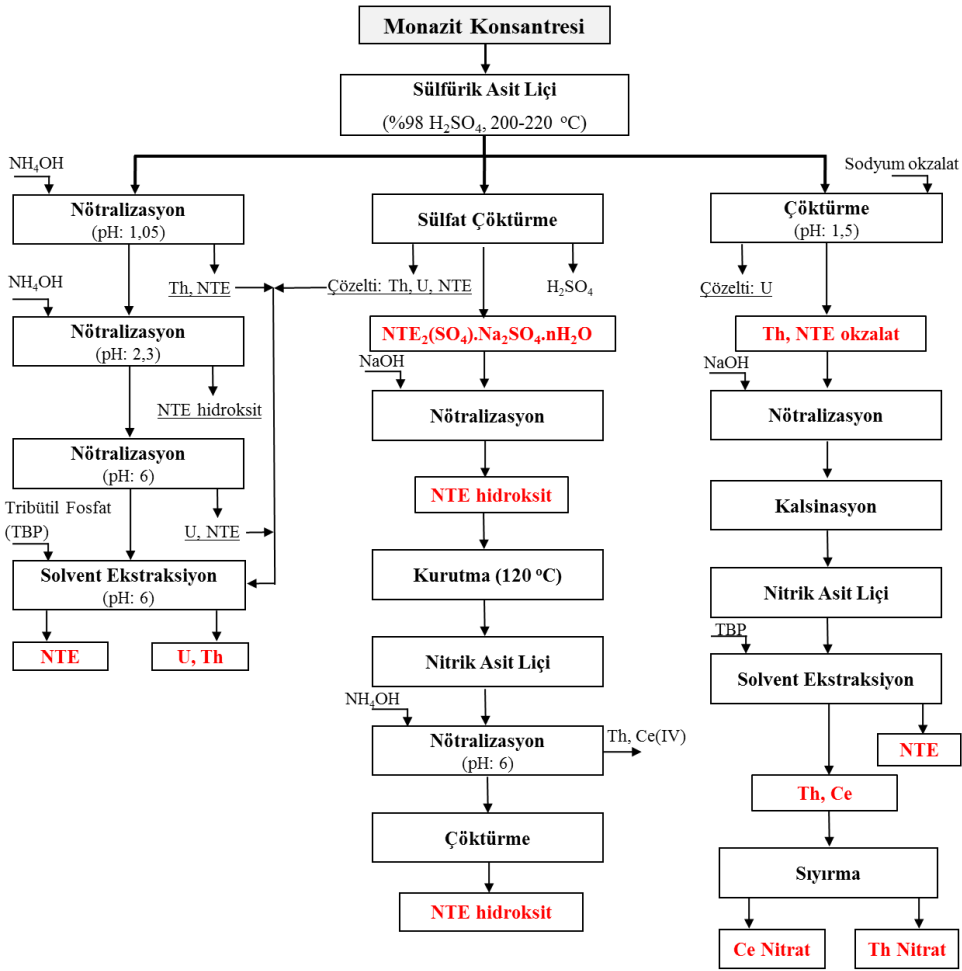 Monazit Konsantresi
Sülfürik Asit Liçi
(%98 H₂SO₄, 200-220 ᵒC)
NH₄OH
Nötralizasyon
(pH: 1,05)
Th, NTE
NH₄OH
Nötralizasyon
(pH: 2,3)
NTE hidroksit
Nötralizasyon
(pH: 6)
Tribütil Fosfat
(TBP)
U, NTE
Solvent Ekstraksiyon
(pH: 6)
NTE
U, Th
Sülfat Çöktürme
Çözelti: Th, U, NTE
H₂SO₄
NTE₂(SO₄).Na₂SO₄.nH₂O
NaOH
Nötralizasyon
NTE hidroksit
Kurutma (120 ᵒC)
Nitrik Asit Liçi
NH₄OH
Nötralizasyon
(pH: 6)
Th, Ce(IV)
Çöktürme
NTE hidroksit
Sodyum okzalat
Çöktürme
(pH: 1,5)
Çözelti: U
Th, NTE okzalat
NaOH
Nötralizasyon
Kalsinasyon
Nitrik Asit Liçi
TBP
Solvent Ekstraksiyon
NTE
Th, Ce
Sıyırma
Ce Nitrat
Th Nitrat